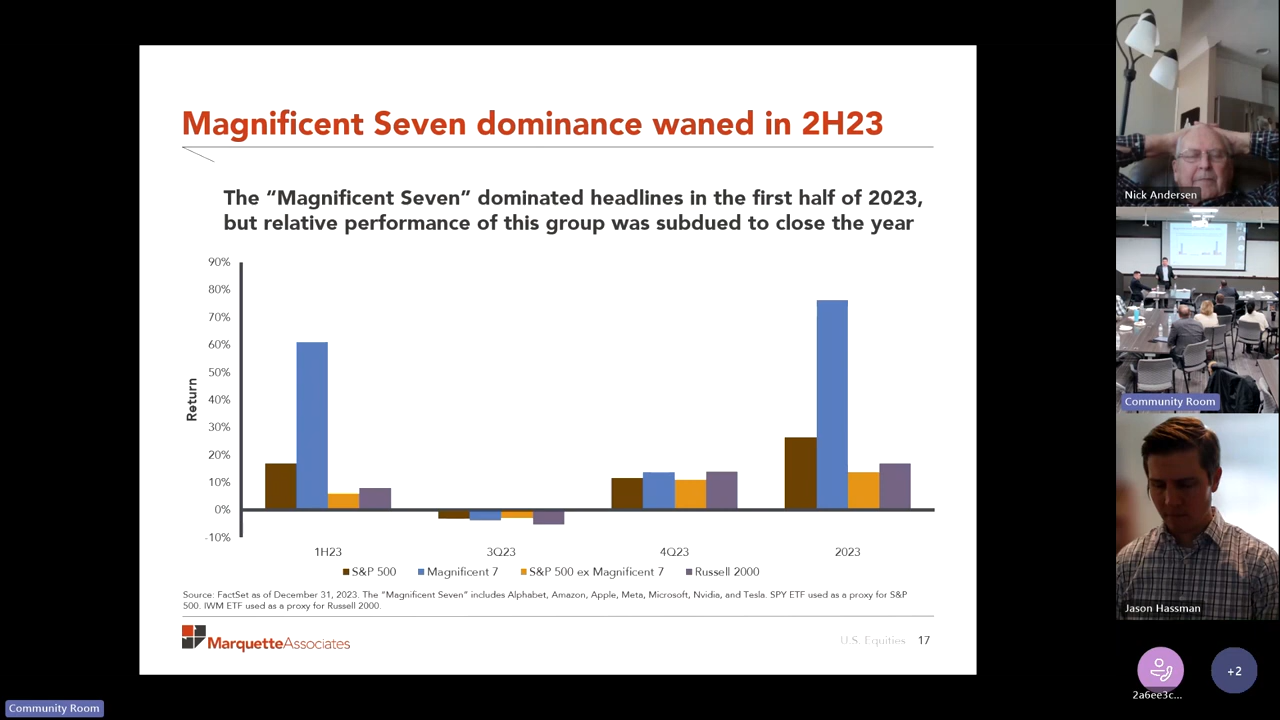 Magnificent Seven dominance waned in 2H23
The “Magnificent Seven” dominated headlines in the first half of 2023,
but relative performance of this group was subdued to close the year
90%
80%
70%
60%
50%
40%
30%
20%
10%
0%
-10%
Return
1H23
3Q23
4Q23
2023
S&P 500
Magnificent 7
S&P 500 ex Magnificent 7
Russell 2000
Source: FactSet as of December 31, 2023. The “Magnificent Seven” includes Alphabet, Amazon, Apple, Meta, Microsoft, Nvidia, and Tesla. SPY ETF used as a proxy for S&P
500. IWM ETF used as a proxy for Russell 2000.
MarquetteAssociates
U.S. Equities 17
Nick Andersen
Community Room
Jason Hassman
2a6ee3c...
+2
Community Room